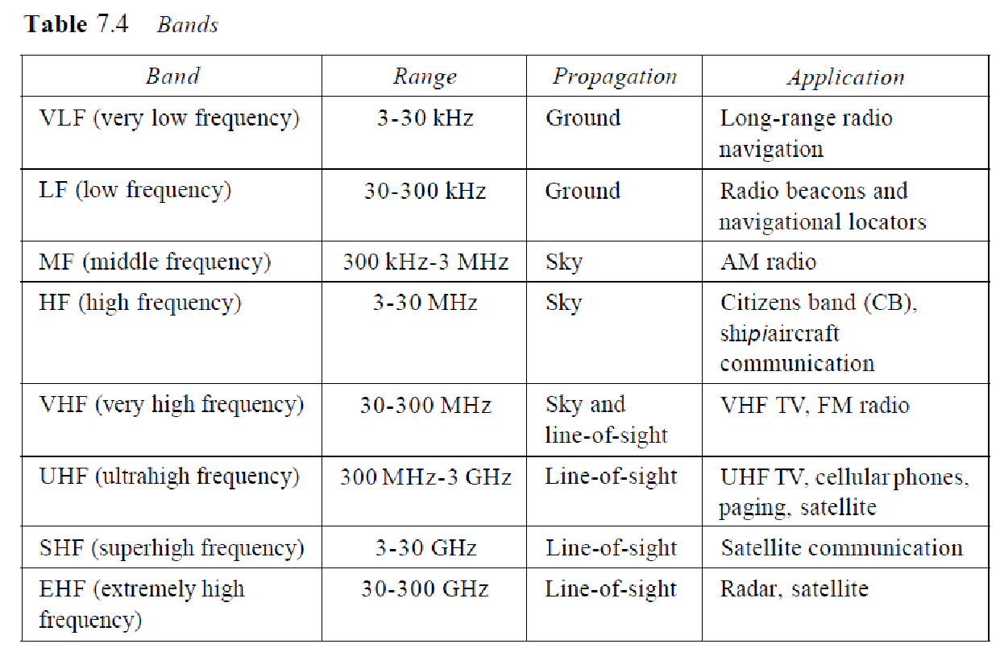 Table 7.4 Bands
Band Range Propagation Application
VLF (very low frequency) 3-30 kHz Ground Long-range radio
navigation
LF (low frequency) 30-300 kHz Ground Radio beacons and
navigational locators
MF (middle frequency) 300 kHz-3 MHz Sky AM radio
HF (high frequency) 3-30 MHz Sky Citizens band (CB),
shipiaircraft
communication
VHF (very high frequency) 30-300 MHz Sky and VHF TV, FM radio
line-of-sight
UHF (ultrahigh frequency) 300 MHz-3 GHz Line-of-sight UHF TV, cellular phones,
paging, satellite
SHF (superhigh frequency) 3-30 GHz Line-of-sight Satellite communication
EHF (extremely high 30-300 GHz Line-of-sight Radar, satellite
frequency)